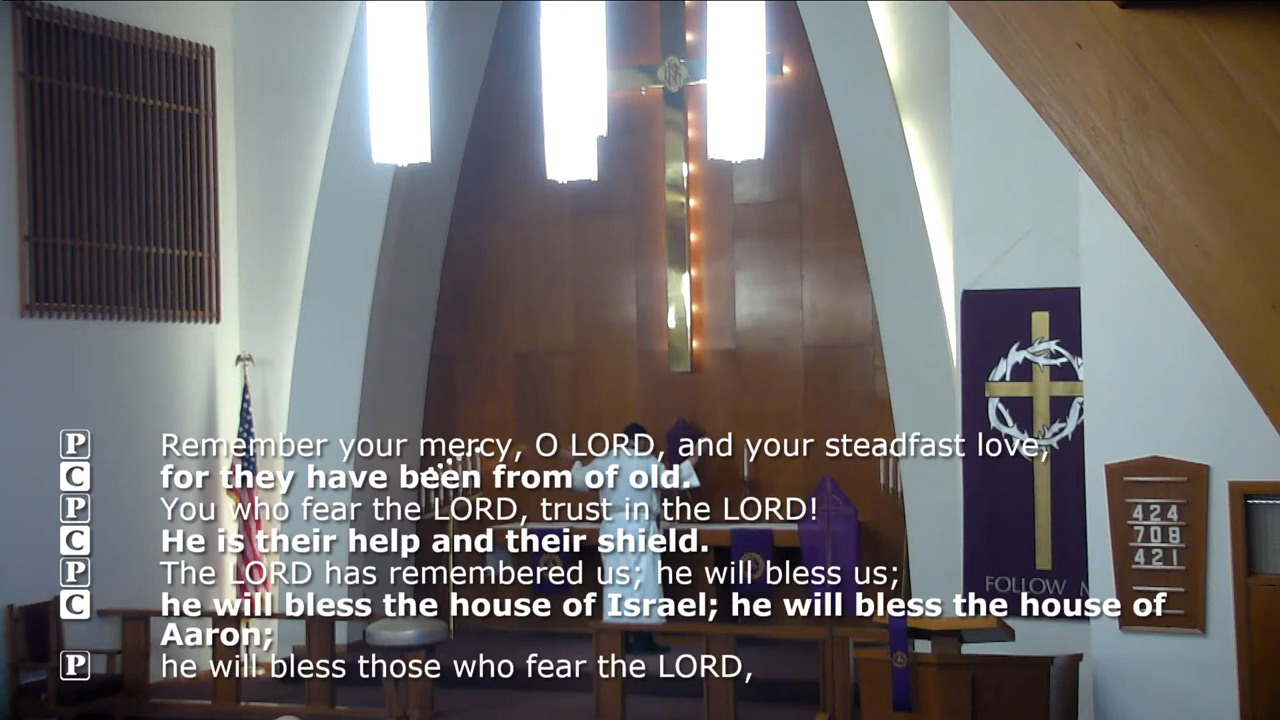 P Remember your mercy, O LORD, and your steadfast love,
C for they have been from of old.
P You who fear the LORD, trust in the LORD!
C He is their help and their shield.
P The LORD has remembered us; he will bless us;
C he will bless the house of Israel; he will bless the house of
Aaron;
P he will bless those who fear the LORD,
424
708
421
FOLLOW